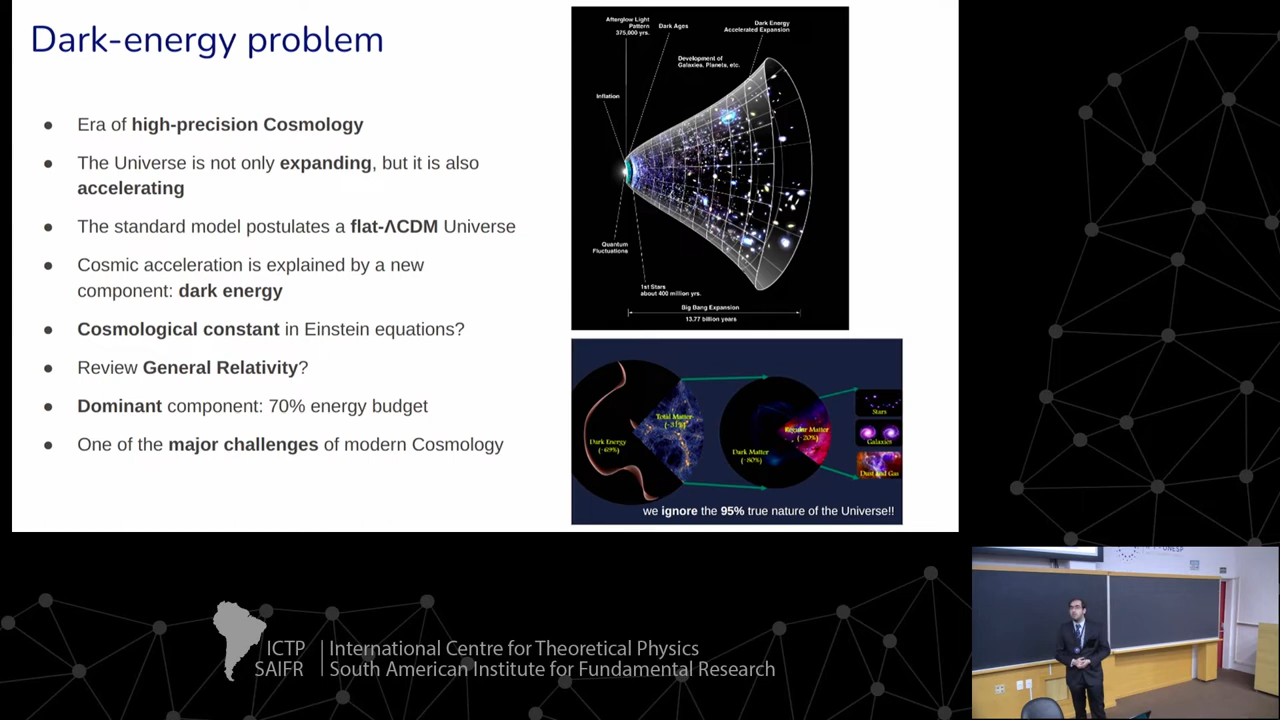 Dark-energy problem
● Era of high-precision Cosmology
● The Universe is not only expanding, but it is also
accelerating
● The standard model postulates a flat-ΛCDM Universe
● Cosmic acceleration is explained by a new
component: dark energy
● Cosmological constant in Einstein equations?
● Review General Relativity?
● Dominant component: 70% energy budget
● One of the major challenges of modern Cosmology
Afterglow Light
Pattern
375,000 yrs.
Dark Ages
Dark Energy
Accelerated Expansion
Development of
Galaxies, Planets, etc.
Inflation
Quantum
Fluctuations
1st Stars
about 400 million yrs.
Big Bang Expansion
13.77 billion years
Dark Energy
(~69%)
Total Matter
(~31%)
Dark Matter
(~80%)
Regular Matter
(~20%)
Stars
Galaxies
Dust and Gas
we ignore the 95% true nature of the Universe!!
UNESP
ICTP
SAIFR
International Centre for Theoretical Physics
South American Institute for Fundamental Research